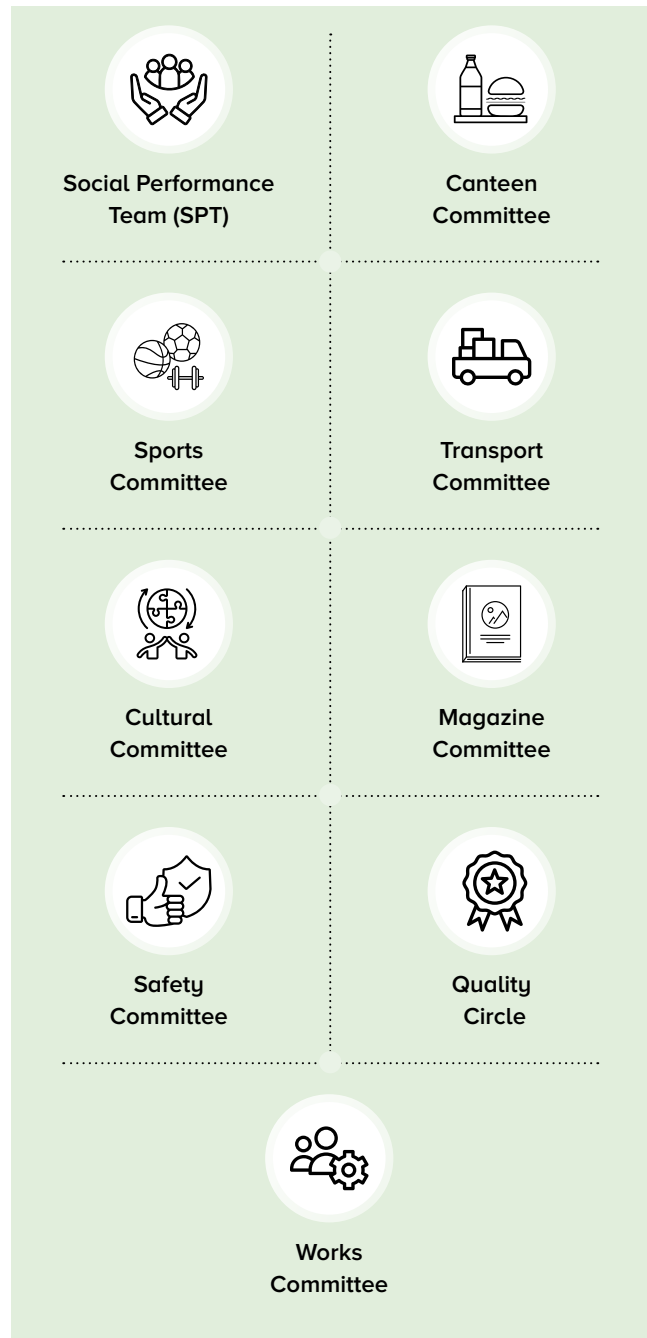 Social Performance
Team (SPT)
Canteen
Committee
Sports
Committee
Transport
Committee
Cultural
Committee
Magazine
Committee
Safety
Committee
Quality
Circle
Works
Committee